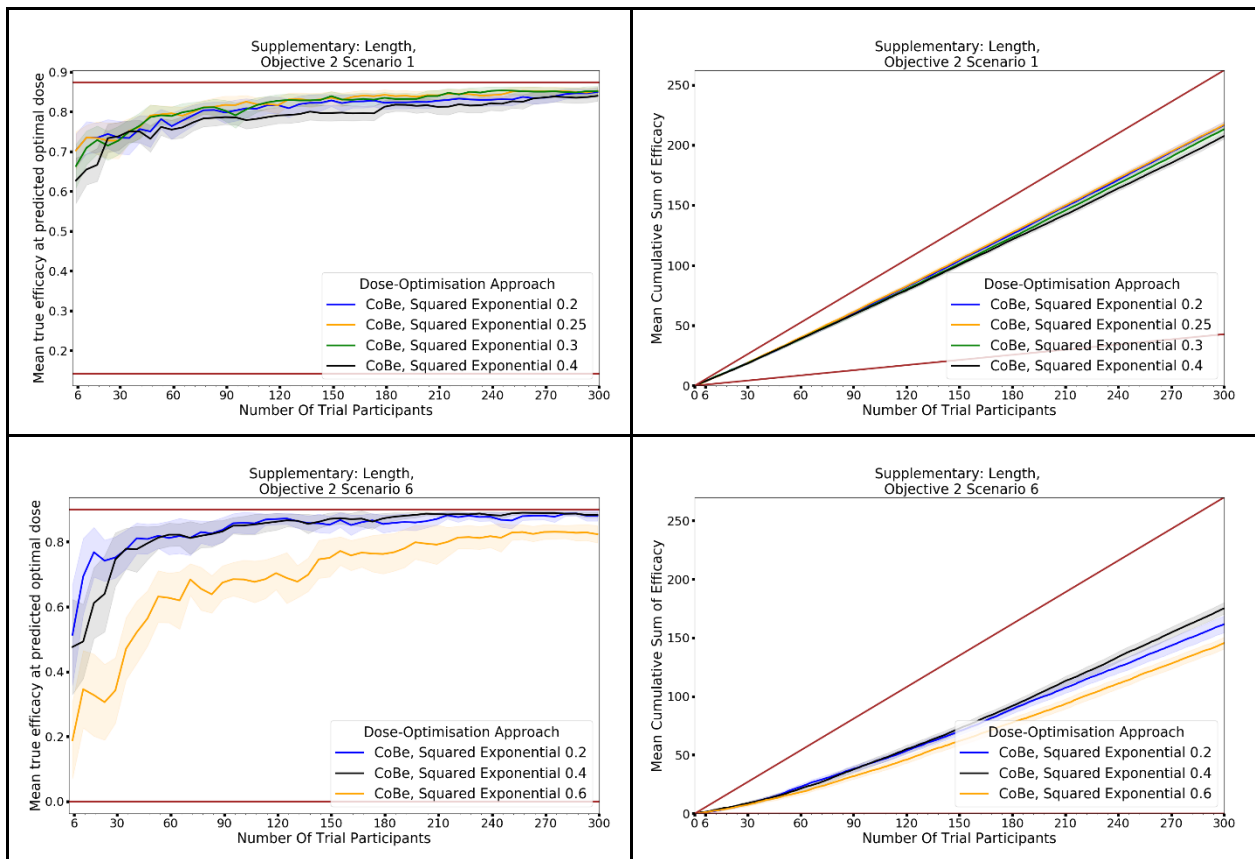 Supplementary: Length,
Objective 2 Scenario 1
Mean true efficacy at predicted optimal dose
0.9
0.8
0.7
0.6
0.5
0.4
0.3
0.2
Dose-Optimisation Approach
CoBe, Squared Exponential 0.2
CoBe, Squared Exponential 0.25
CoBe, Squared Exponential 0.3
CoBe, Squared Exponential 0.4
6 30 60 90 120 150 180 210 240 270 300
Number Of Trial Participants
Supplementary: Length,
Objective 2 Scenario 1
Mean Cumulative Sum of Efficacy
250
200
150
100
50
0
Dose-Optimisation Approach
CoBe, Squared Exponential 0.2
CoBe, Squared Exponential 0.25
CoBe, Squared Exponential 0.3
CoBe, Squared Exponential 0.4
0 6 30 60 90 120 150 180 210 240 270 300
Number Of Trial Participants
Supplementary: Length,
Objective 2 Scenario 6
Mean true efficacy at predicted optimal dose
0.8
0.6
0.4
0.2
0.0
Dose-Optimisation Approach
CoBe, Squared Exponential 0.2
CoBe, Squared Exponential 0.4
CoBe, Squared Exponential 0.6
6 30 60 90 120 150 180 210 240 270 300
Number Of Trial Participants
Supplementary: Length,
Objective 2 Scenario 6
Mean Cumulative Sum of Efficacy
250
200
150
100
50
0
Dose-Optimisation Approach
CoBe, Squared Exponential 0.2
CoBe, Squared Exponential 0.4
CoBe, Squared Exponential 0.6
0 6 30 60 90 120 150 180 210 240 270 300
Number Of Trial Participants